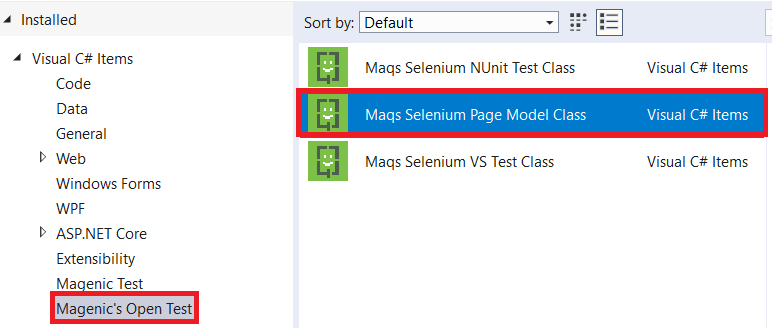 Installed
Visual C# Items
Code
Data
General
Web
Windows Forms
WPF
ASP.NET Core
Extensibility
Magenic Test
Magenic's Open Test
Sort by: Default
Maqs Selenium NUnit Test Class Visual C# Items
Maqs Selenium Page Model Class Visual C# Items
Maqs Selenium VS Test Class Visual C# Items